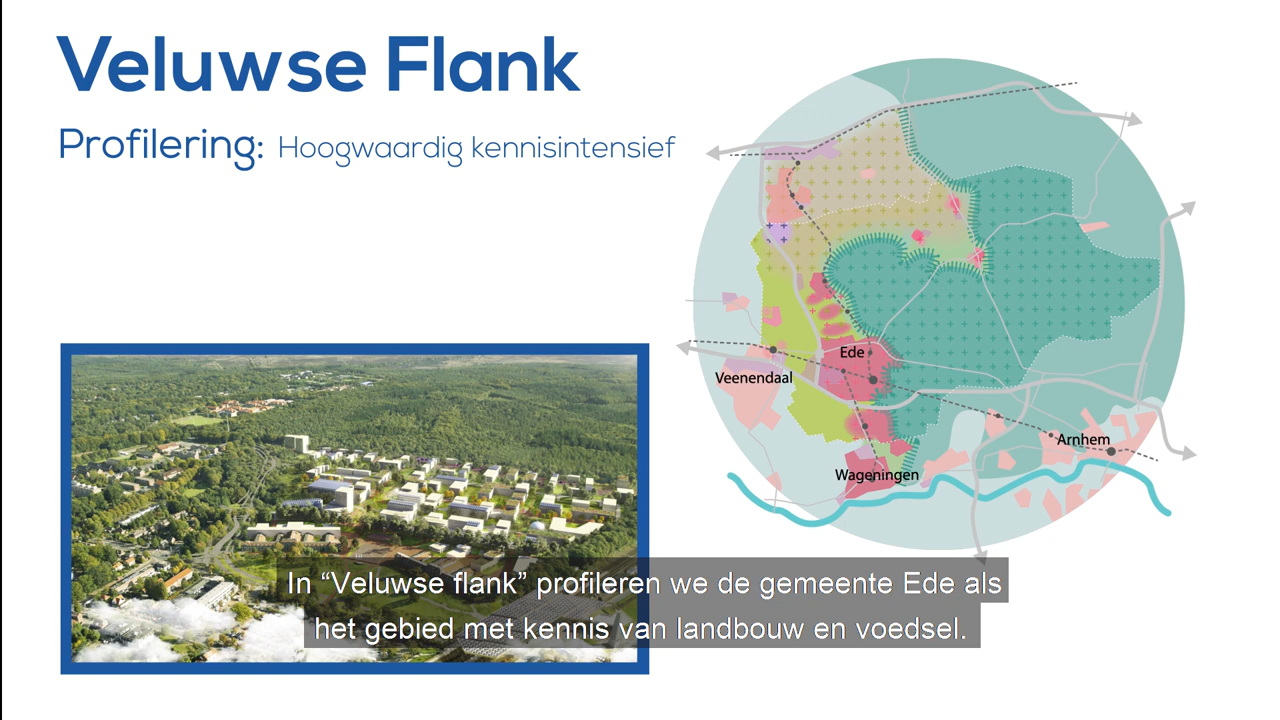 Veluwse Flank
Profilering: Hoogwaardig kennisintensief
Ede
Veenendaal
Arnhem
Wageningen
In “Veluwse flank” profileren we de gemeente Ede als
het gebied met kennis van landbouw en voedsel.